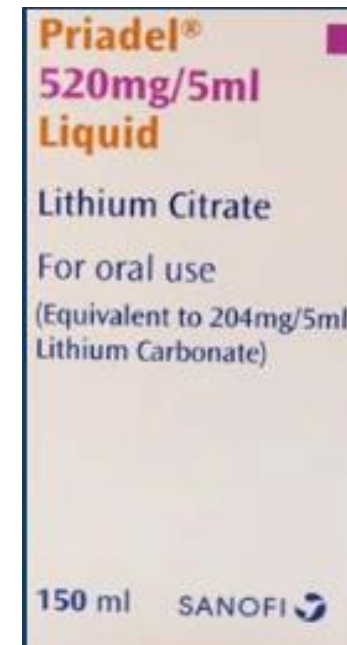 Priadel®
520mg/5ml
Liquid
Lithium Citrate
For oral use
(Equivalent to 204mg/5ml
Lithium Carbonate)
150 ml
SANOFI